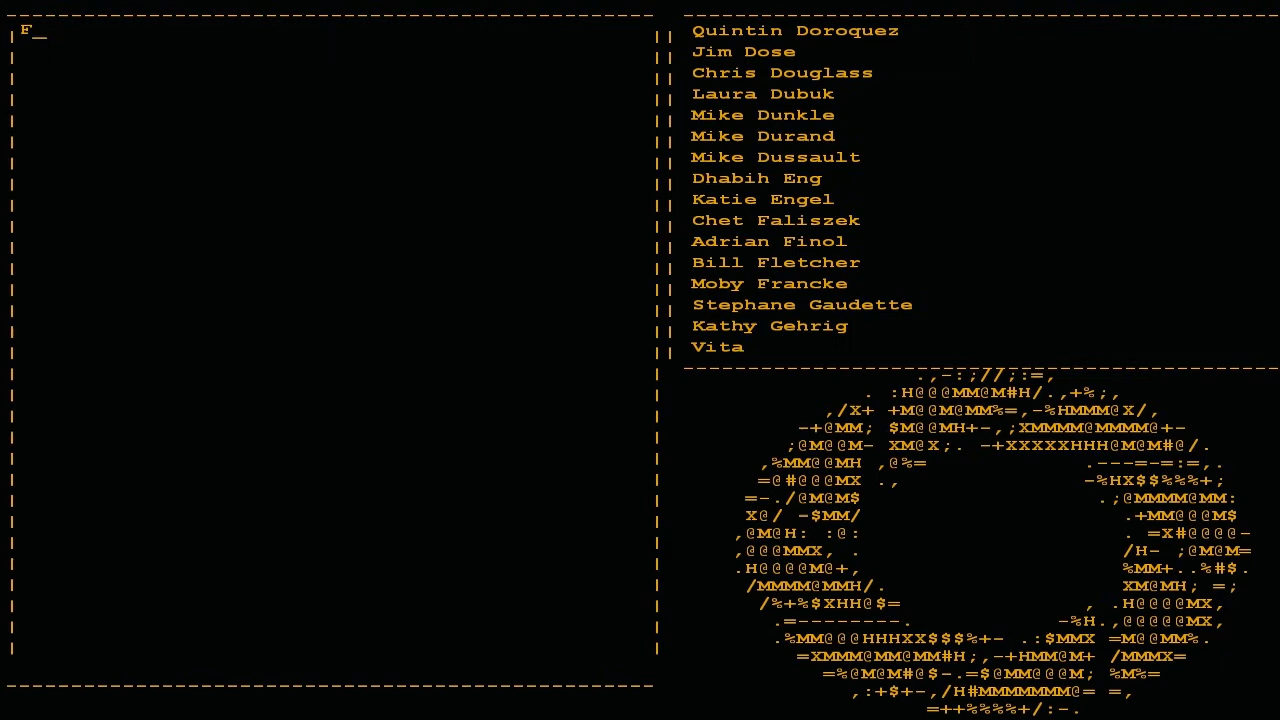 F_
Quintin Doroquez
Jim Dose
Chris Douglass
Laura Dubuk
Mike Dunkle
Mike Durand
Mike Dussault
Dhabih Eng
Katie Engel
Chet Faliszek
Adrian Finol
Bill Fletcher
Moby Francke
Stephane Gaudette
Kathy Gehrig
Vita